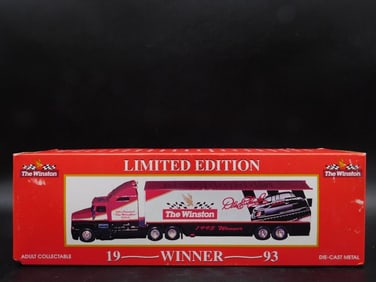 The Winston
LIMITED EDITION
The Winston
The Winston
1993 Winner
ADULT COLLECTABLE
19 WINNER 93
DIE-CAST METAL